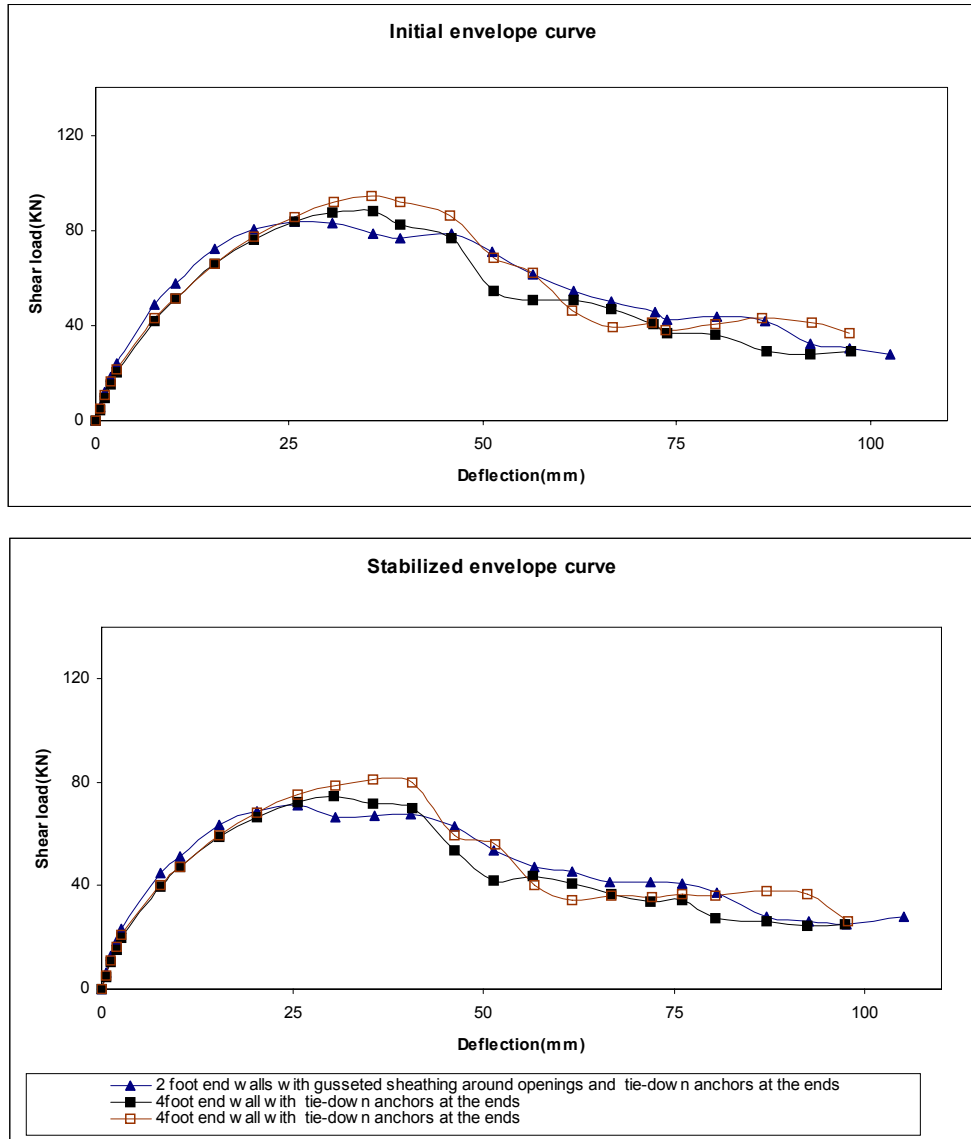 Initial envelope curve
120
80
40
0
Shear load(KN)
0 25 50 75 100
Deflection(mm)
Stabilized envelope curve
120
80
40
0
Shear load(KN)
0 25 50 75 100
Deflection(mm)
2 foot end walls with gusseted sheathing around openings and tie-down anchors at the ends
4foot end wall with tie-down anchors at the ends
4foot end wall with tie-down anchors at the ends